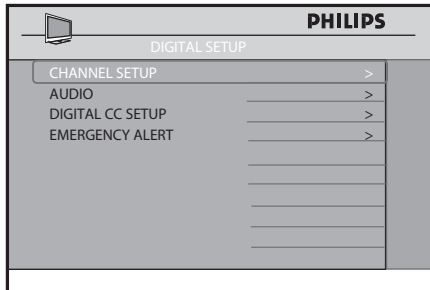 PHILIPS
DIGITAL SETUP
CHANNEL SETUP >
AUDIO >
DIGITAL CC SETUP >
EMERGENCY ALERT >